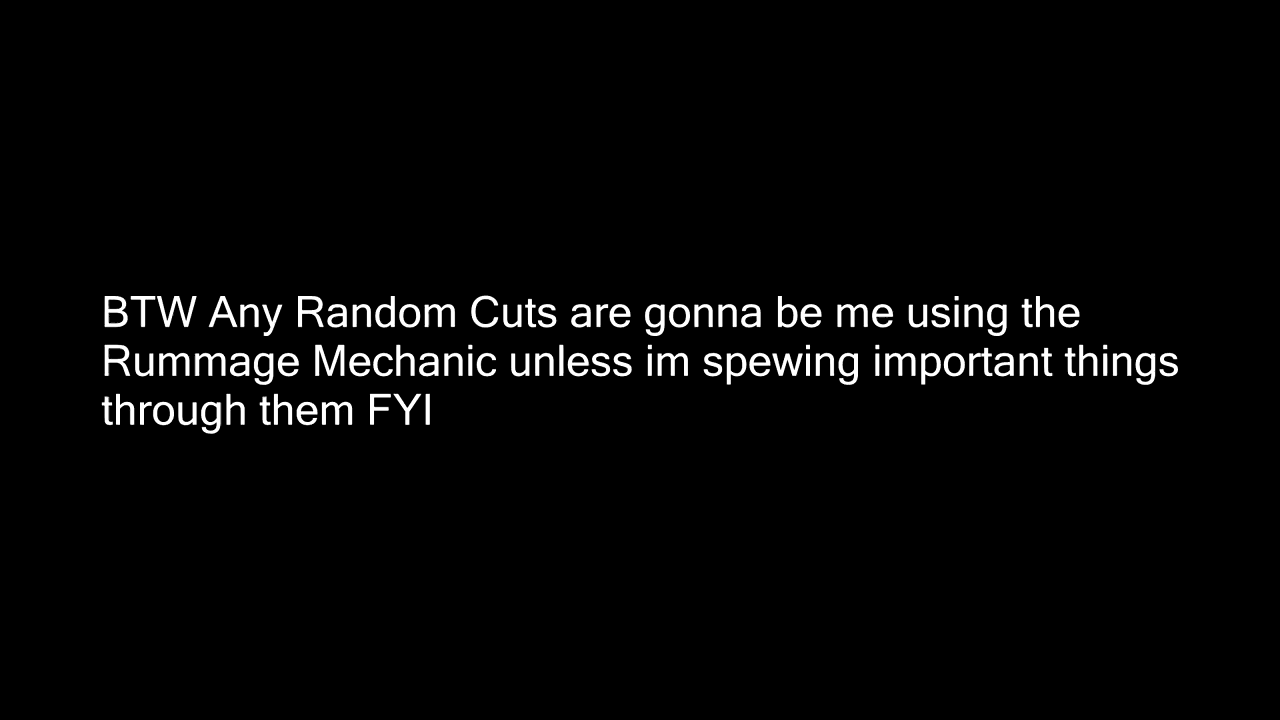 BTW Any Random Cuts are gonna be me using the
Rummage Mechanic unless im spewing important things
through them FYI